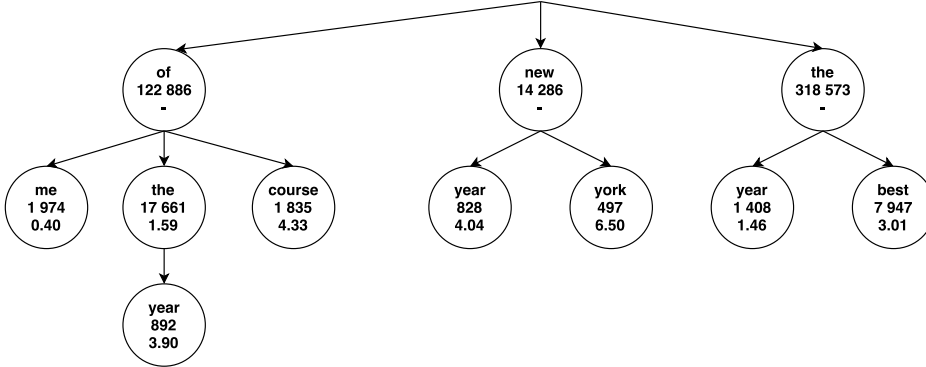 of
122 886
-
new
14 286
-
the
318 573
-
me
1 974
0.40
the
17 661
1.59
course
1 835
4.33
year
828
4.04
york
497
6.50
year
1 408
1.46
best
7 947
3.01
year
892
3.90